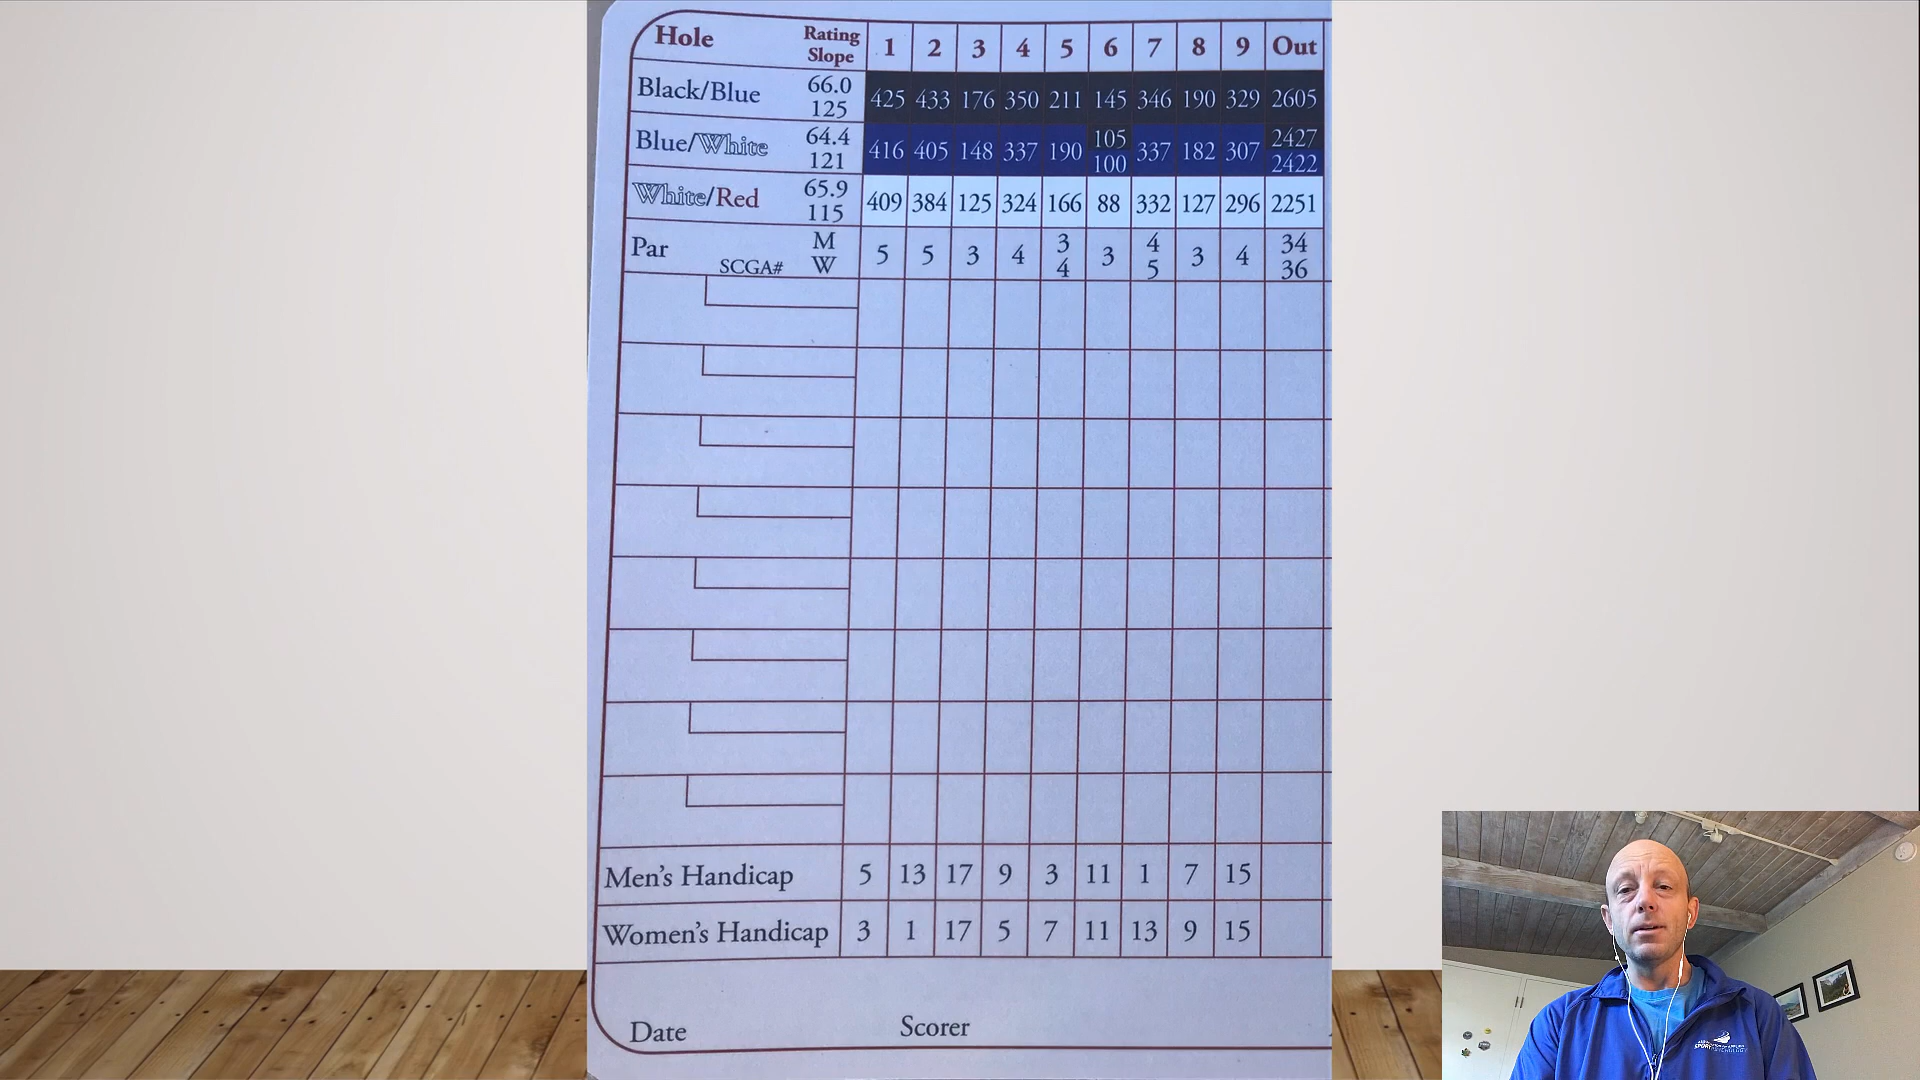 Hole Rating Slope 1 2 3 4 5 6 7 8 9 Out
Black/Blue 66.0 125 425 433 176 350 211 145 346 190 329 2605
Blue/White 64.4 121 416 405 148 337 190 105 100 337 182 307 2427 2422
White/Red 65.9 115 409 384 125 324 166 88 332 127 296 2251
Par SCGA# M W 5 5 3 4 3 4 3 4 5 3 4 34 36
Men's Handicap 5 13 17 9 3 11 1 7 15
Women's Handicap 3 1 17 5 7 11 13 9 15
Date Scorer
SPORT